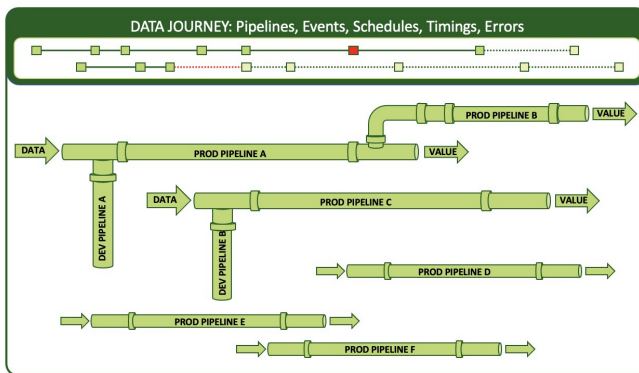 DATA JOURNEY: Pipelines, Events, Schedules, Timings, Errors
PROD PIPELINE B
VALUE
DATA
PROD PIPELINE A
VALUE
DEV PIPELINE A
DATA
PROD PIPELINE C
VALUE
DEV PIPELINE B
PROD PIPELINE D
PROD PIPELINE E
PROD PIPELINE F